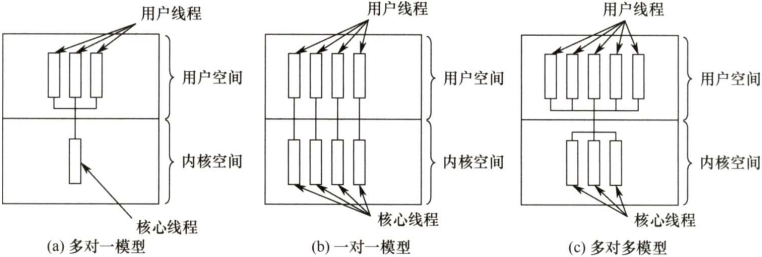 用户线程
用户空间
内核空间
核心线程
(a) 多对一模型
用户线程
用户空间
内核空间
核心线程
(b) 一对一模型
用户线程
用户空间
内核空间
核心线程
(c) 多对多模型